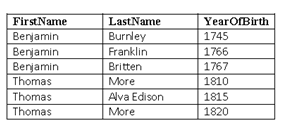 FirstName LastName YearOfBirth
Benjamin Burnley 1745
Benjamin Franklin 1766
Benjamin Britten 1767
Thomas More 1810
Thomas Alva Edison 1815
Thomas More 1820